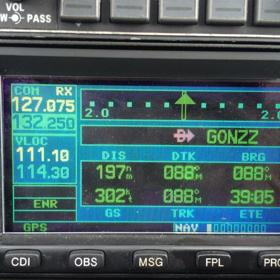 VOL
PASS
COM RX
127.075
132.250
VLOC
111.10
114.30
ENR
GPS
2.0 2.0
D GONZZ
DIS DTK BRG
197nm 088°M 088°M
302kt 088°M 39:05
GS TRK ETE
NAV
CDI OBS MSG FPL PRO